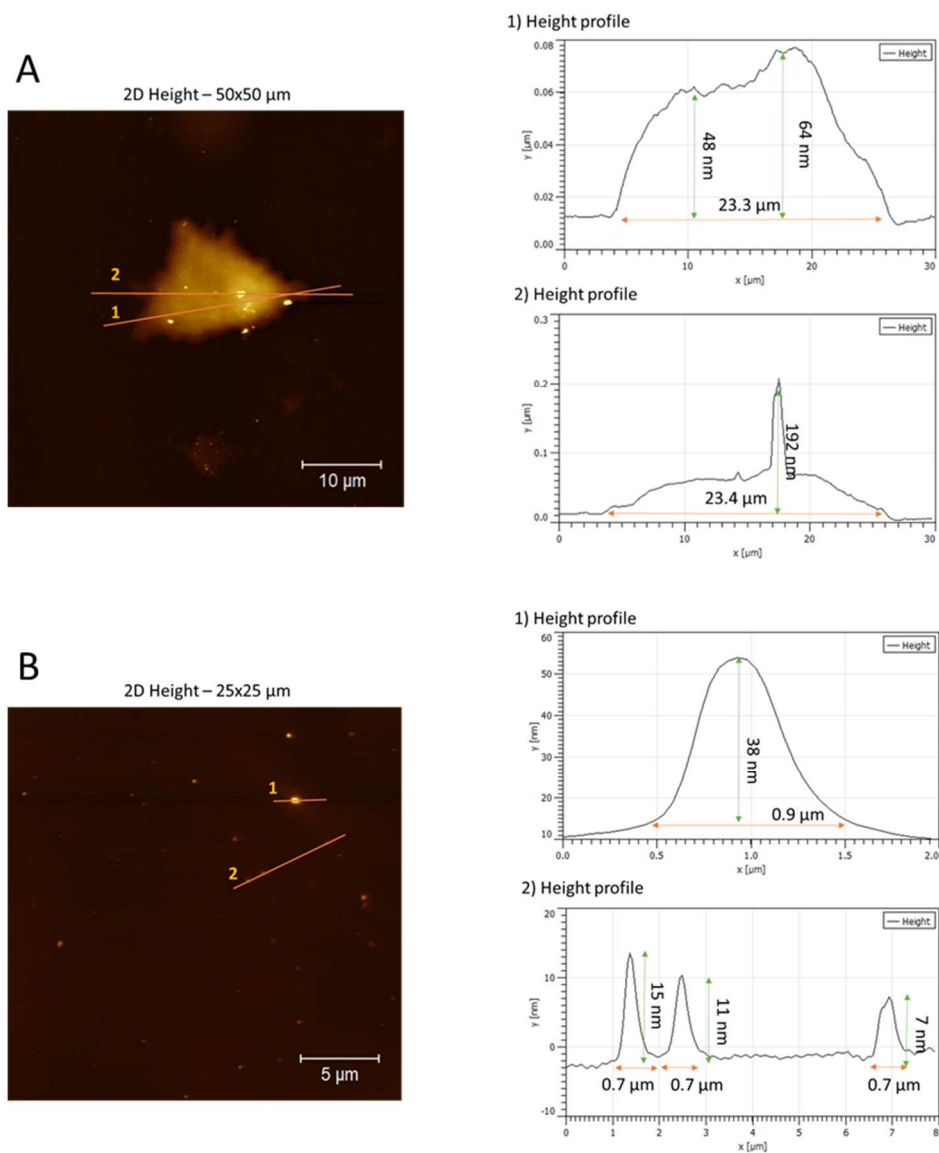 A
2D Height – 50x50 µm
2
1
10 µm
1) Height profile
0.08
0.06
0.04
0.02
0.00
y [µm]
Height
48 nm
64 nm
23.3 µm
0
10
20
30
x [µm]
2) Height profile
0.3
0.2
0.1
0.0
y [µm]
Height
192 nm
23.4 µm
0
10
20
30
x [µm]
B
2D Height – 25x25 µm
1
2
5 µm
1) Height profile
60
50
40
30
20
10
y [nm]
Height
38 nm
0.9 µm
0.0
0.5
1.0
1.5
2.0
x [µm]
2) Height profile
20
10
0
-10
y [nm]
Height
15 nm
11 nm
7 nm
0.7 µm
0.7 µm
0.7 µm
0
1
2
3
4
5
6
7
8
x [µm]